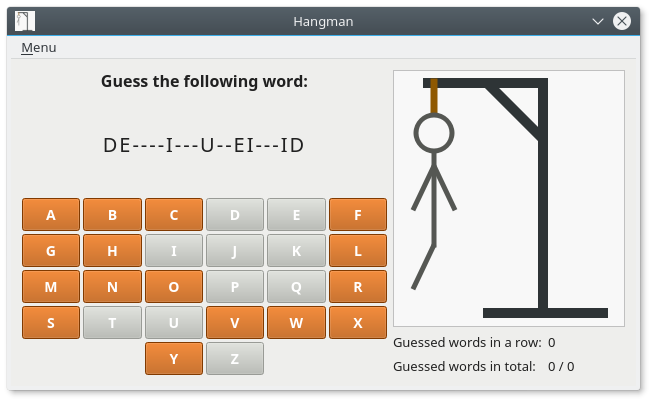 Hangman
Menu
Guess the following word:
DE----I---U--EI---ID
A B C D E F
G H I J K L
M N O P Q R
S T U V W X
Y Z
Guessed words in a row: 0
Guessed words in total: 0 / 0